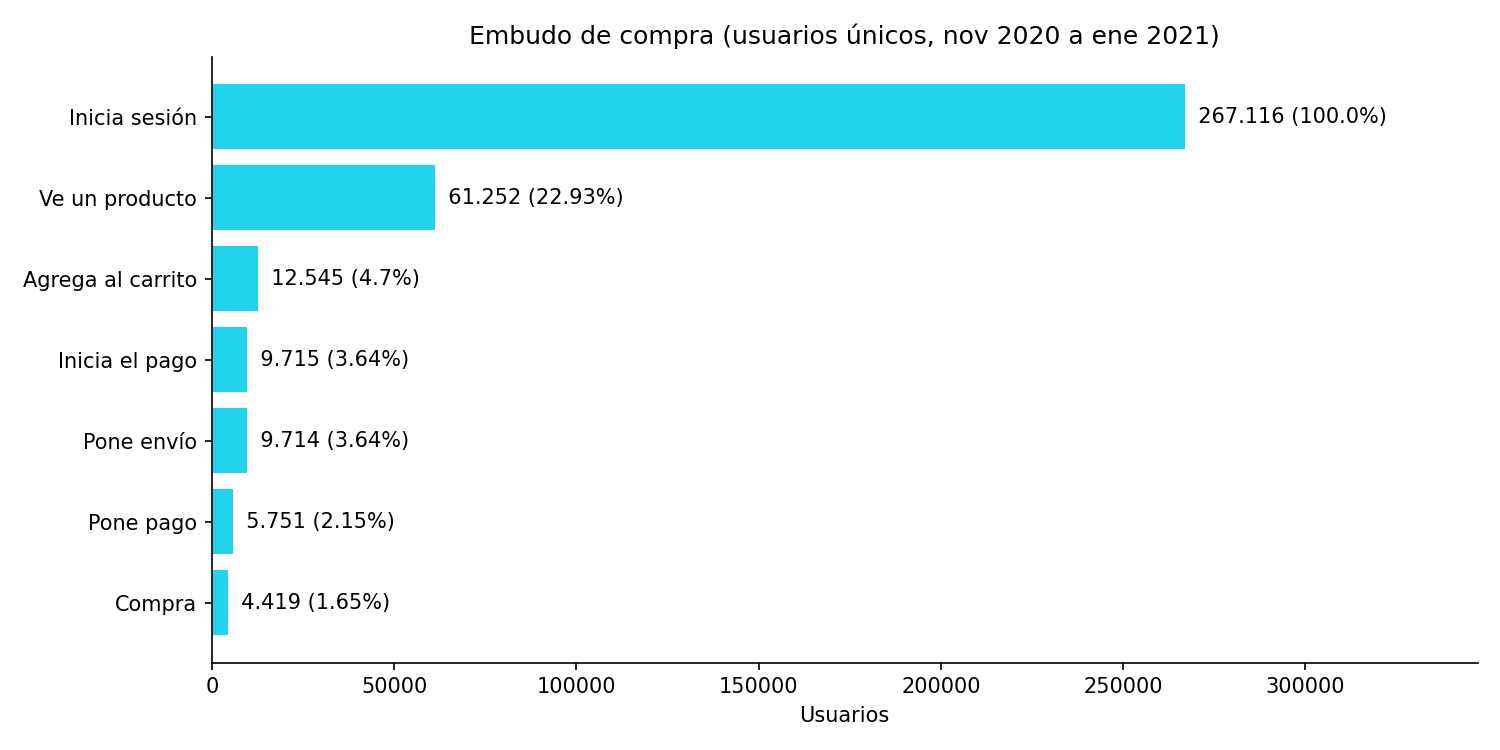 Embudo de compra (usuarios únicos, nov 2020 a ene 2021)
Inicia sesión 267.116 (100.0%)
Ve un producto 61.252 (22.93%)
Agrega al carrito 12.545 (4.7%)
Inicia el pago 9.715 (3.64%)
Pone envío 9.714 (3.64%)
Pone pago 5.751 (2.15%)
Compra 4.419 (1.65%)
0 50000 100000 150000 200000 250000 300000
Usuarios